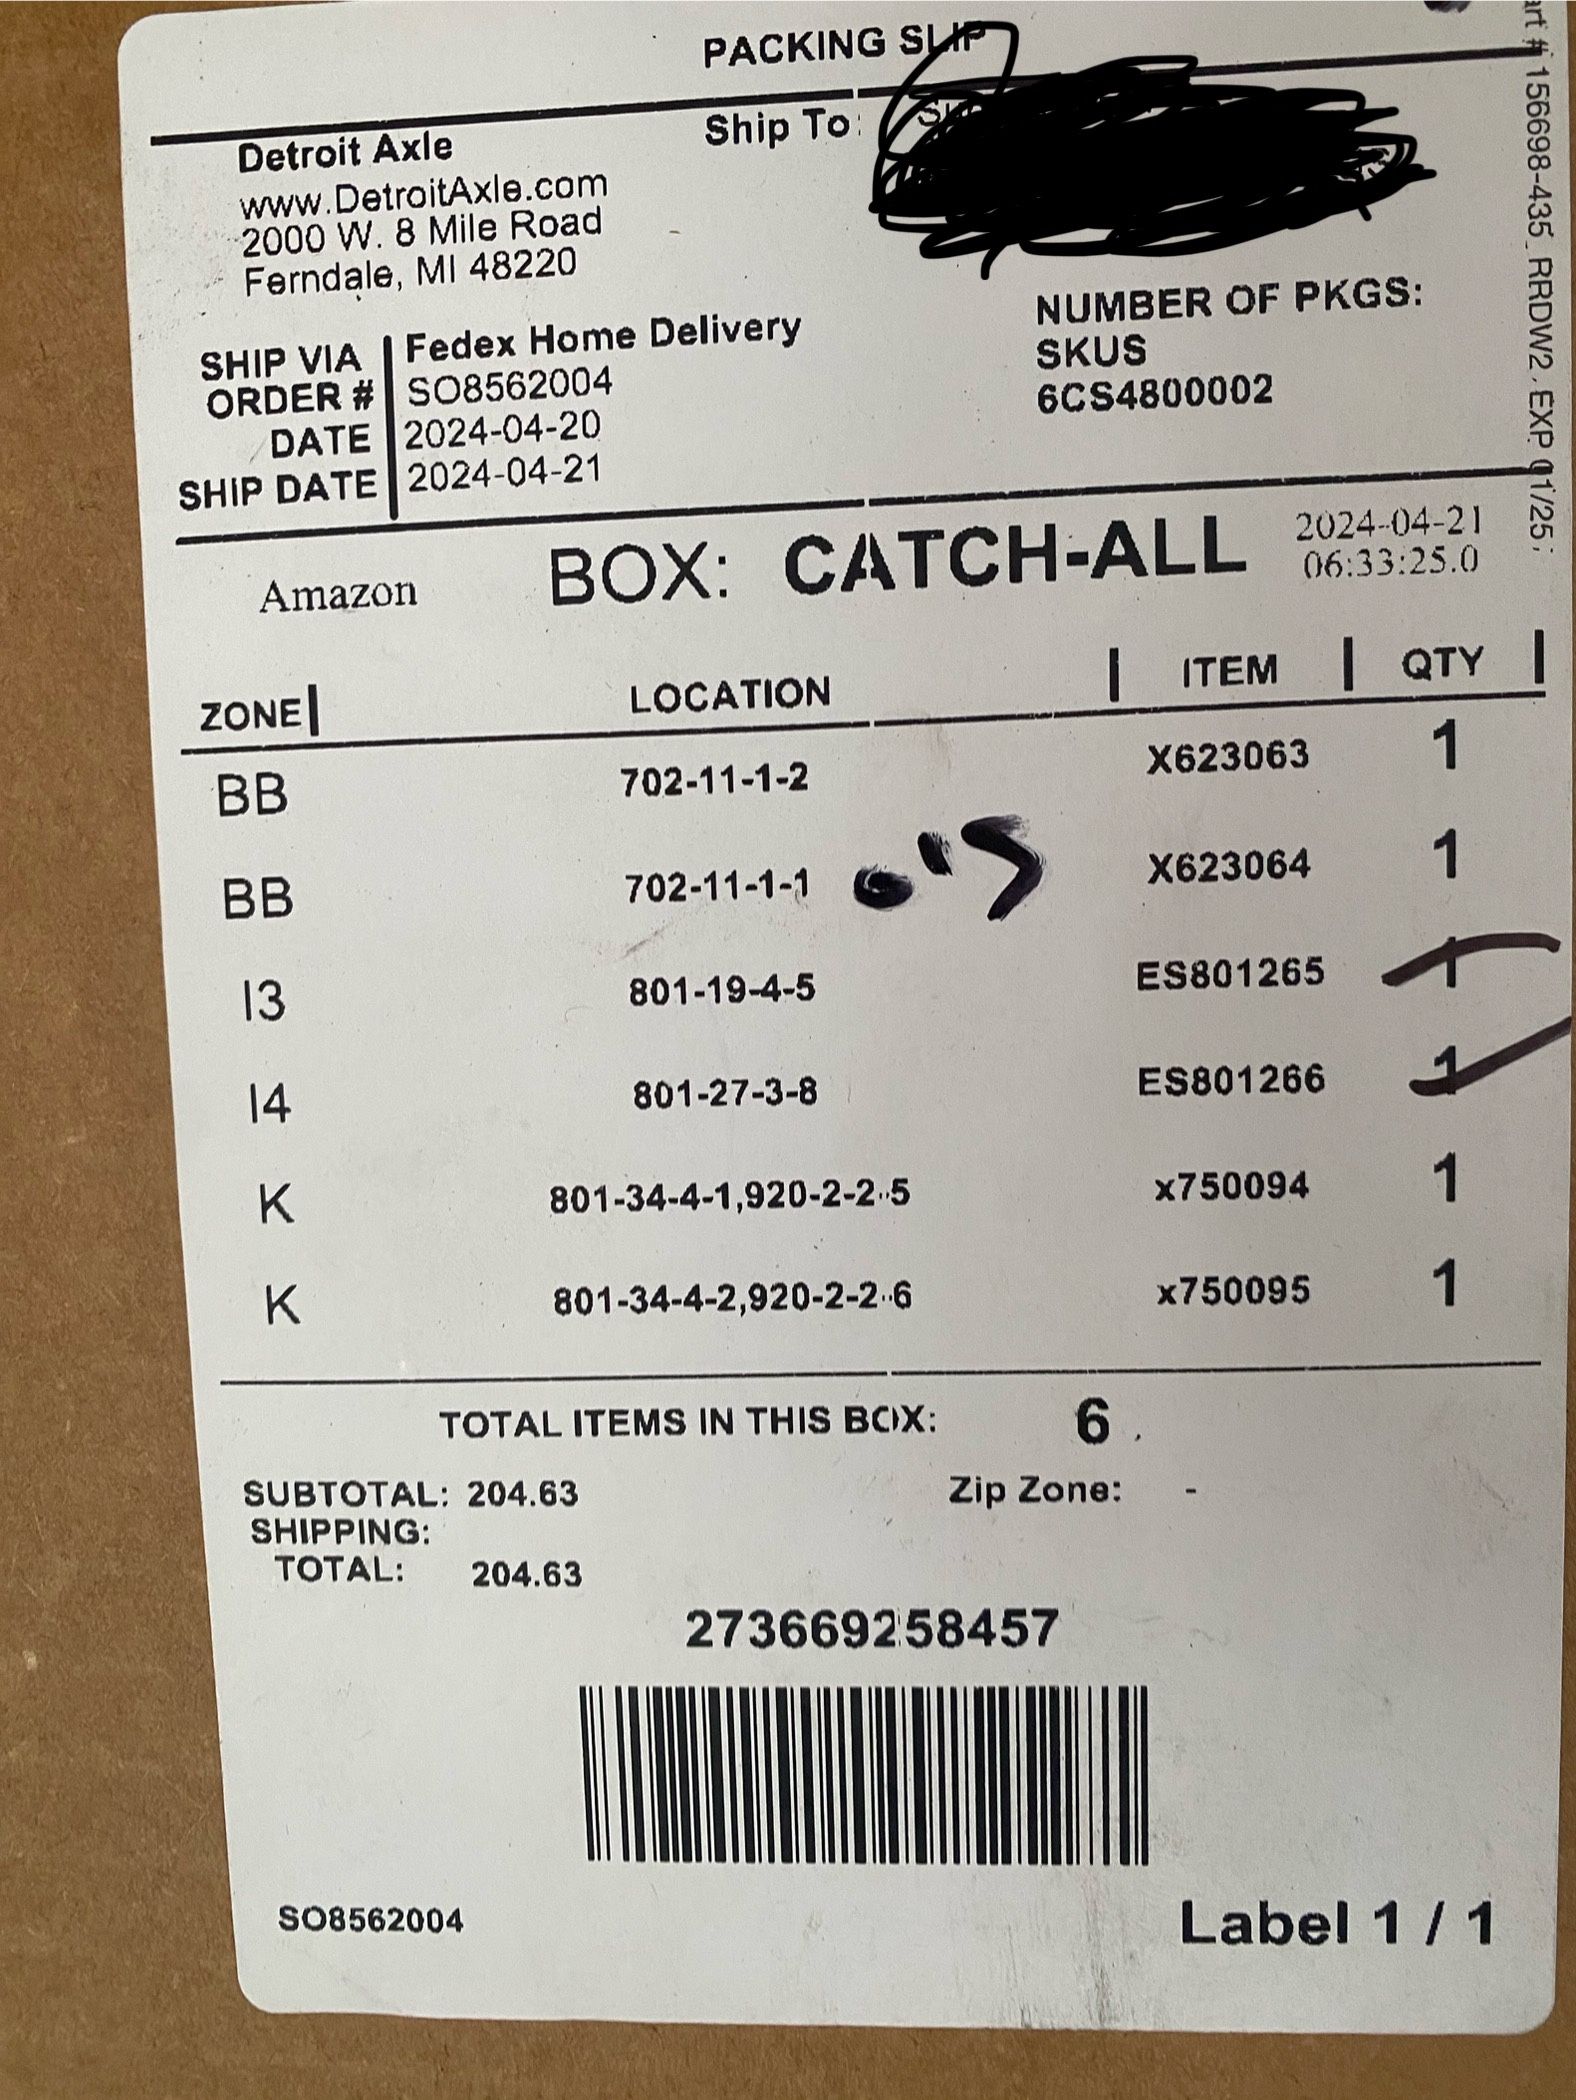 PACKING SLIP
Detroit Axle
www.DetroitAxle.com
2000 W. 8 Mile Road
Ferndale, MI 48220
Ship To:
SHIP VIA Fedex Home Delivery
ORDER # SO8562004
DATE 2024-04-20
SHIP DATE 2024-04-21
NUMBER OF PKGS:
SKUS
6CS4800002
# 156698-435_RRDW2 EXP 01/25;
Amazon BOX: CATCH-ALL 2024-04-21
06:33:25.0
ZONE| LOCATION | ITEM | QTY |
BB 702-11-1-2 X623063 1
BB 702-11-1-1 X623064 1
I3 801-19-4-5 ES801265 1
I4 801-27-3-8 ES801266 1
K 801-34-4-1,920-2-2-5 x750094 1
K 801-34-4-2,920-2-2-6 x750095 1
TOTAL ITEMS IN THIS BOX: 6
SUBTOTAL: 204.63 Zip Zone: -
SHIPPING:
TOTAL: 204.63
273669258457
SO8562004 Label 1 / 1